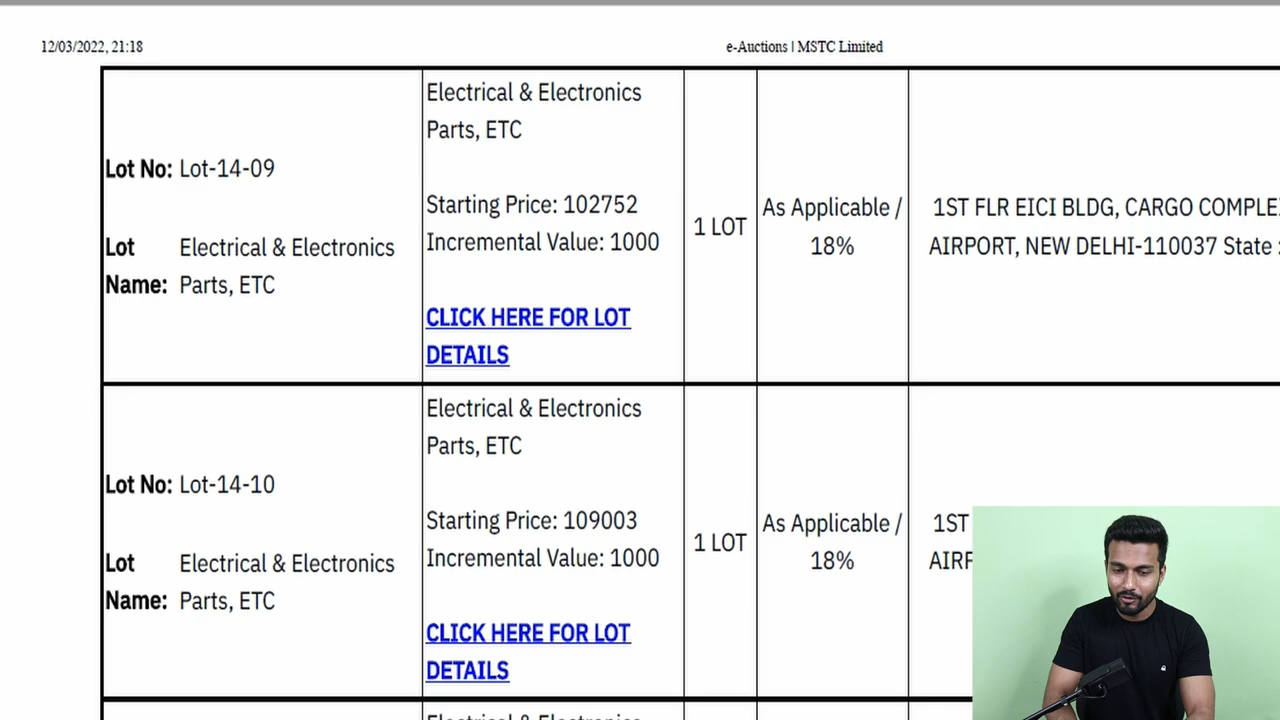 12/03/2022, 21:18
e-Auctions | MSTC Limited
Lot No: Lot-14-09
Lot Name: Electrical & Electronics
Parts, ETC
Electrical & Electronics
Parts, ETC
Starting Price: 102752
Incremental Value: 1000
CLICK HERE FOR LOT
DETAILS
1 LOT
As Applicable /
18%
1ST FLR EICI BLDG, CARGO COMPLE
AIRPORT, NEW DELHI-110037 State :
Lot No: Lot-14-10
Lot Name: Electrical & Electronics
Parts, ETC
Electrical & Electronics
Parts, ETC
Starting Price: 109003
Incremental Value: 1000
CLICK HERE FOR LOT
DETAILS
1 LOT
As Applicable /
18%
1ST
AIRP
Electrical & Electronics